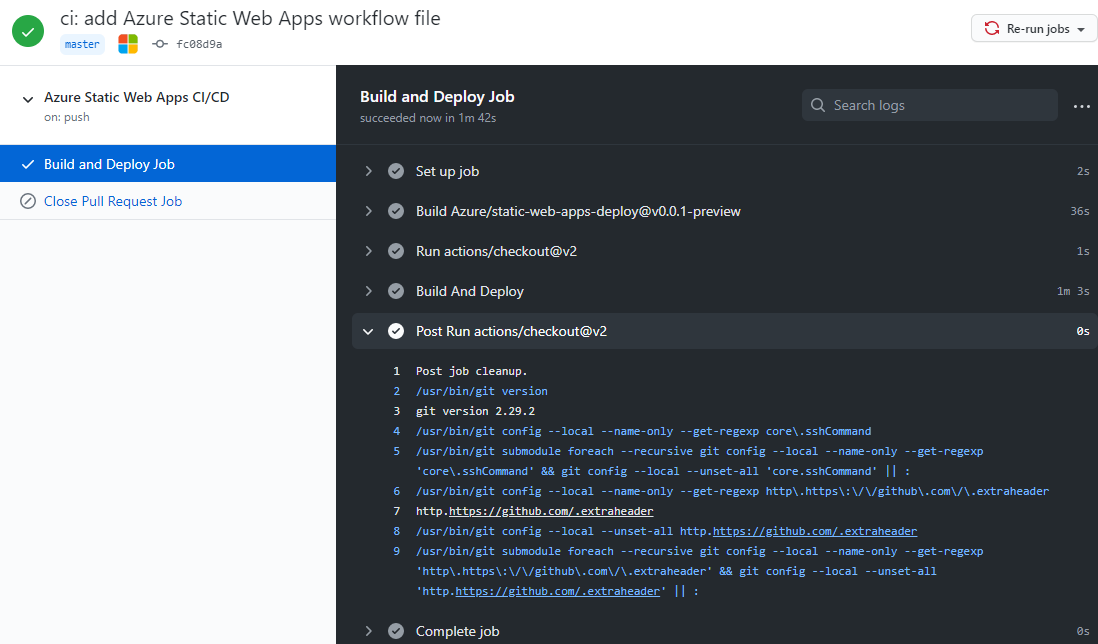 ci: add Azure Static Web Apps workflow file
master fc08d9a
Re-run jobs
Azure Static Web Apps CI/CD
on: push
Build and Deploy Job
Close Pull Request Job
Build and Deploy Job
succeeded now in 1m 42s
Search logs
Set up job 2s
Build Azure/static-web-apps-deploy@v0.0.1-preview 36s
Run actions/checkout@v2 1s
Build And Deploy 1m 3s
Post Run actions/checkout@v2 0s
1 Post job cleanup.
2 /usr/bin/git version
3 git version 2.29.2
4 /usr/bin/git config --local --name-only --get-regexp core\.sshCommand
5 /usr/bin/git submodule foreach --recursive git config --local --name-only --get-regexp
'core\.sshCommand' && git config --local --unset-all 'core.sshCommand' || :
6 /usr/bin/git config --local --name-only --get-regexp http\.https\:\/\/github\.com\/\.extraheader
7 http.https://github.com/.extraheader
8 /usr/bin/git config --local --unset-all http.https://github.com/.extraheader
9 /usr/bin/git submodule foreach --recursive git config --local --name-only --get-regexp
'http\.https\:\/\/github\.com\/\.extraheader' && git config --local --unset-all
'http.https://github.com/.extraheader' || :
Complete job 0s